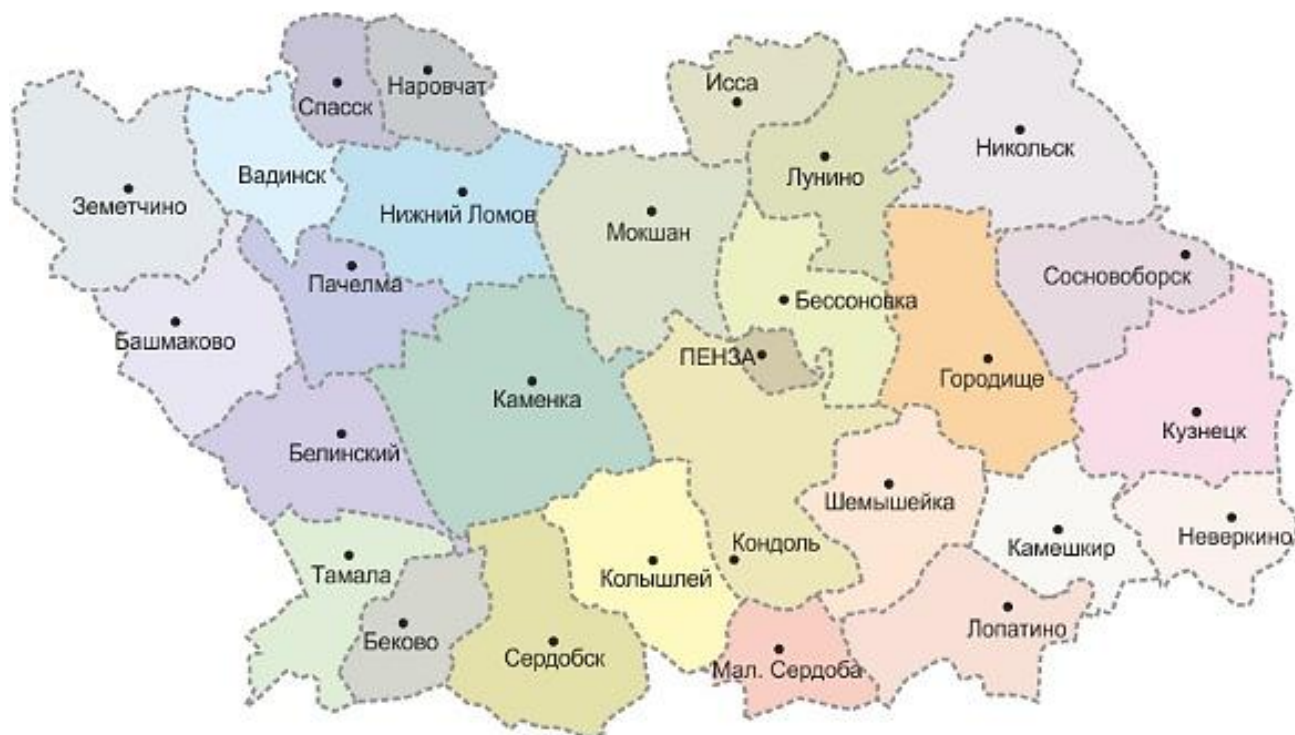 Исса
Наровчат
Спасск
Никольск
Лунино
Вадинск
Земетчино
Нижний Ломов
Мокшан
Пачелма
Сосновоборск
Бессоновка
Башмаково
ПЕНЗА
Городище
Каменка
Кузнецк
Белинский
Шемышейка
Неверкино
Кондоль
Камешкир
Тамала
Колышлей
Лопатино
Беково
Сердобск
Мал. Сердоба